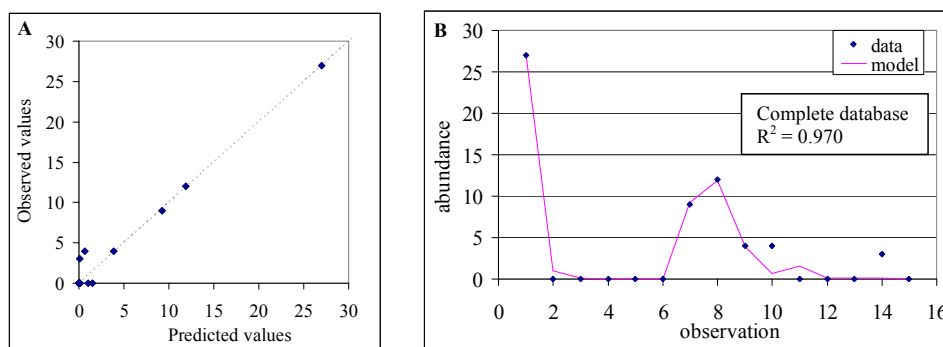 A
30
25
20
15
10
5
0
Observed values
0 5 10 15 20 25 30
Predicted values
B
30
25
20
15
10
5
0
abundance
data
model
Complete database
R² = 0.970
0 2 4 6 8 10 12 14 16
observation